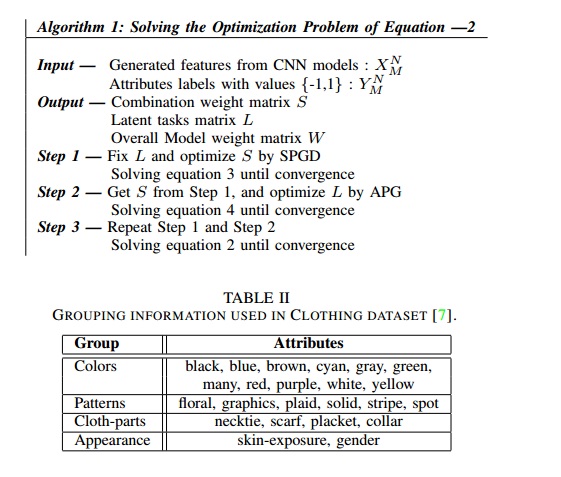 Algorithm 1: Solving the Optimization Problem of Equation —2
Input — Generated features from CNN models : X_M^N
Attributes labels with values {-1,1} : Y_M^N
Output — Combination weight matrix S
Latent tasks matrix L
Overall Model weight matrix W
Step 1 — Fix L and optimize S by SPGD
Solving equation 3 until convergence
Step 2 — Get S from Step 1, and optimize L by APG
Solving equation 4 until convergence
Step 3 — Repeat Step 1 and Step 2
Solving equation 2 until convergence
TABLE II
GROUPING INFORMATION USED IN CLOTHING DATASET [7].
Group Attributes
Colors black, blue, brown, cyan, gray, green,
many, red, purple, white, yellow
Patterns floral, graphics, plaid, solid, stripe, spot
Cloth-parts necktie, scarf, placket, collar
Appearance skin-exposure, gender